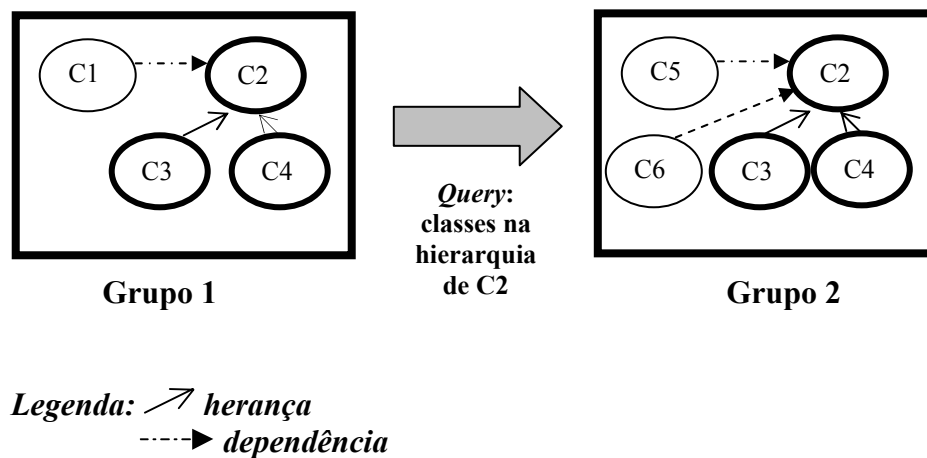 C1
C2
C3
C4
Grupo 1
Query:
classes na
hierarquia
de C2
C5
C2
C6
C3
C4
Grupo 2
Legenda: herança
dependência